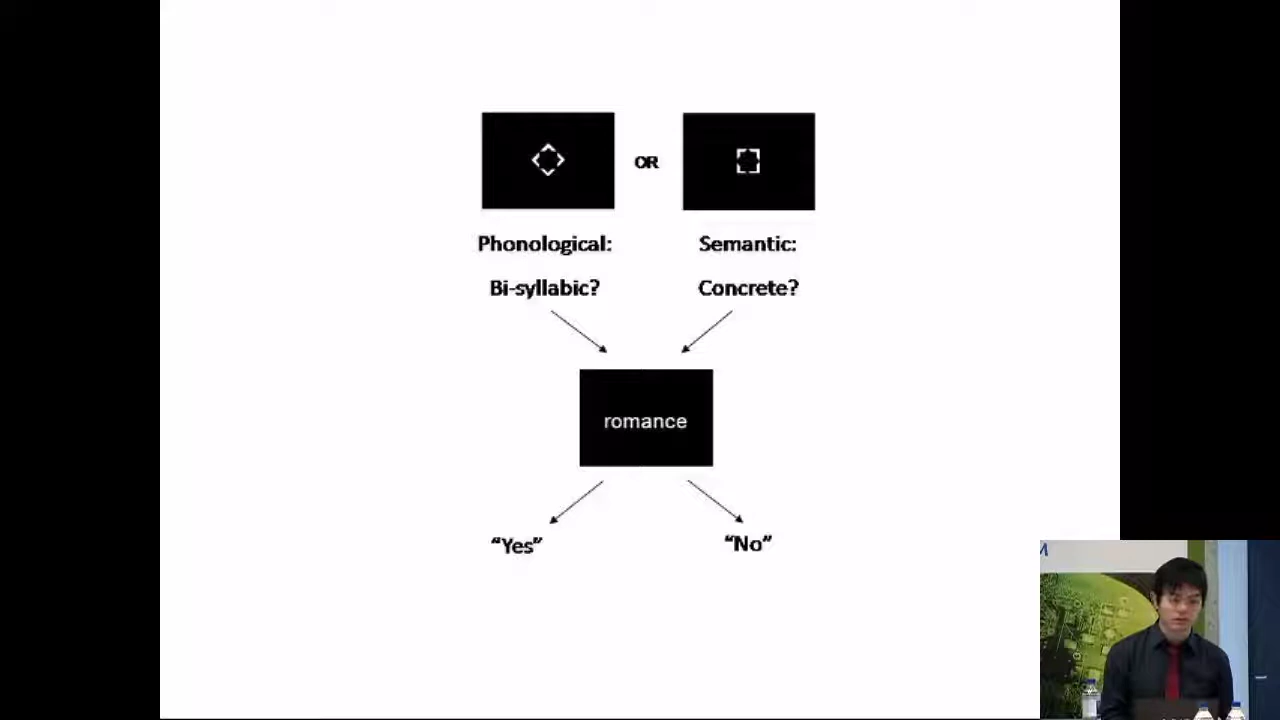 OR
Phonological:
Semantic:
Bi-syllabic?
Concrete?
romance
“Yes”
“No”